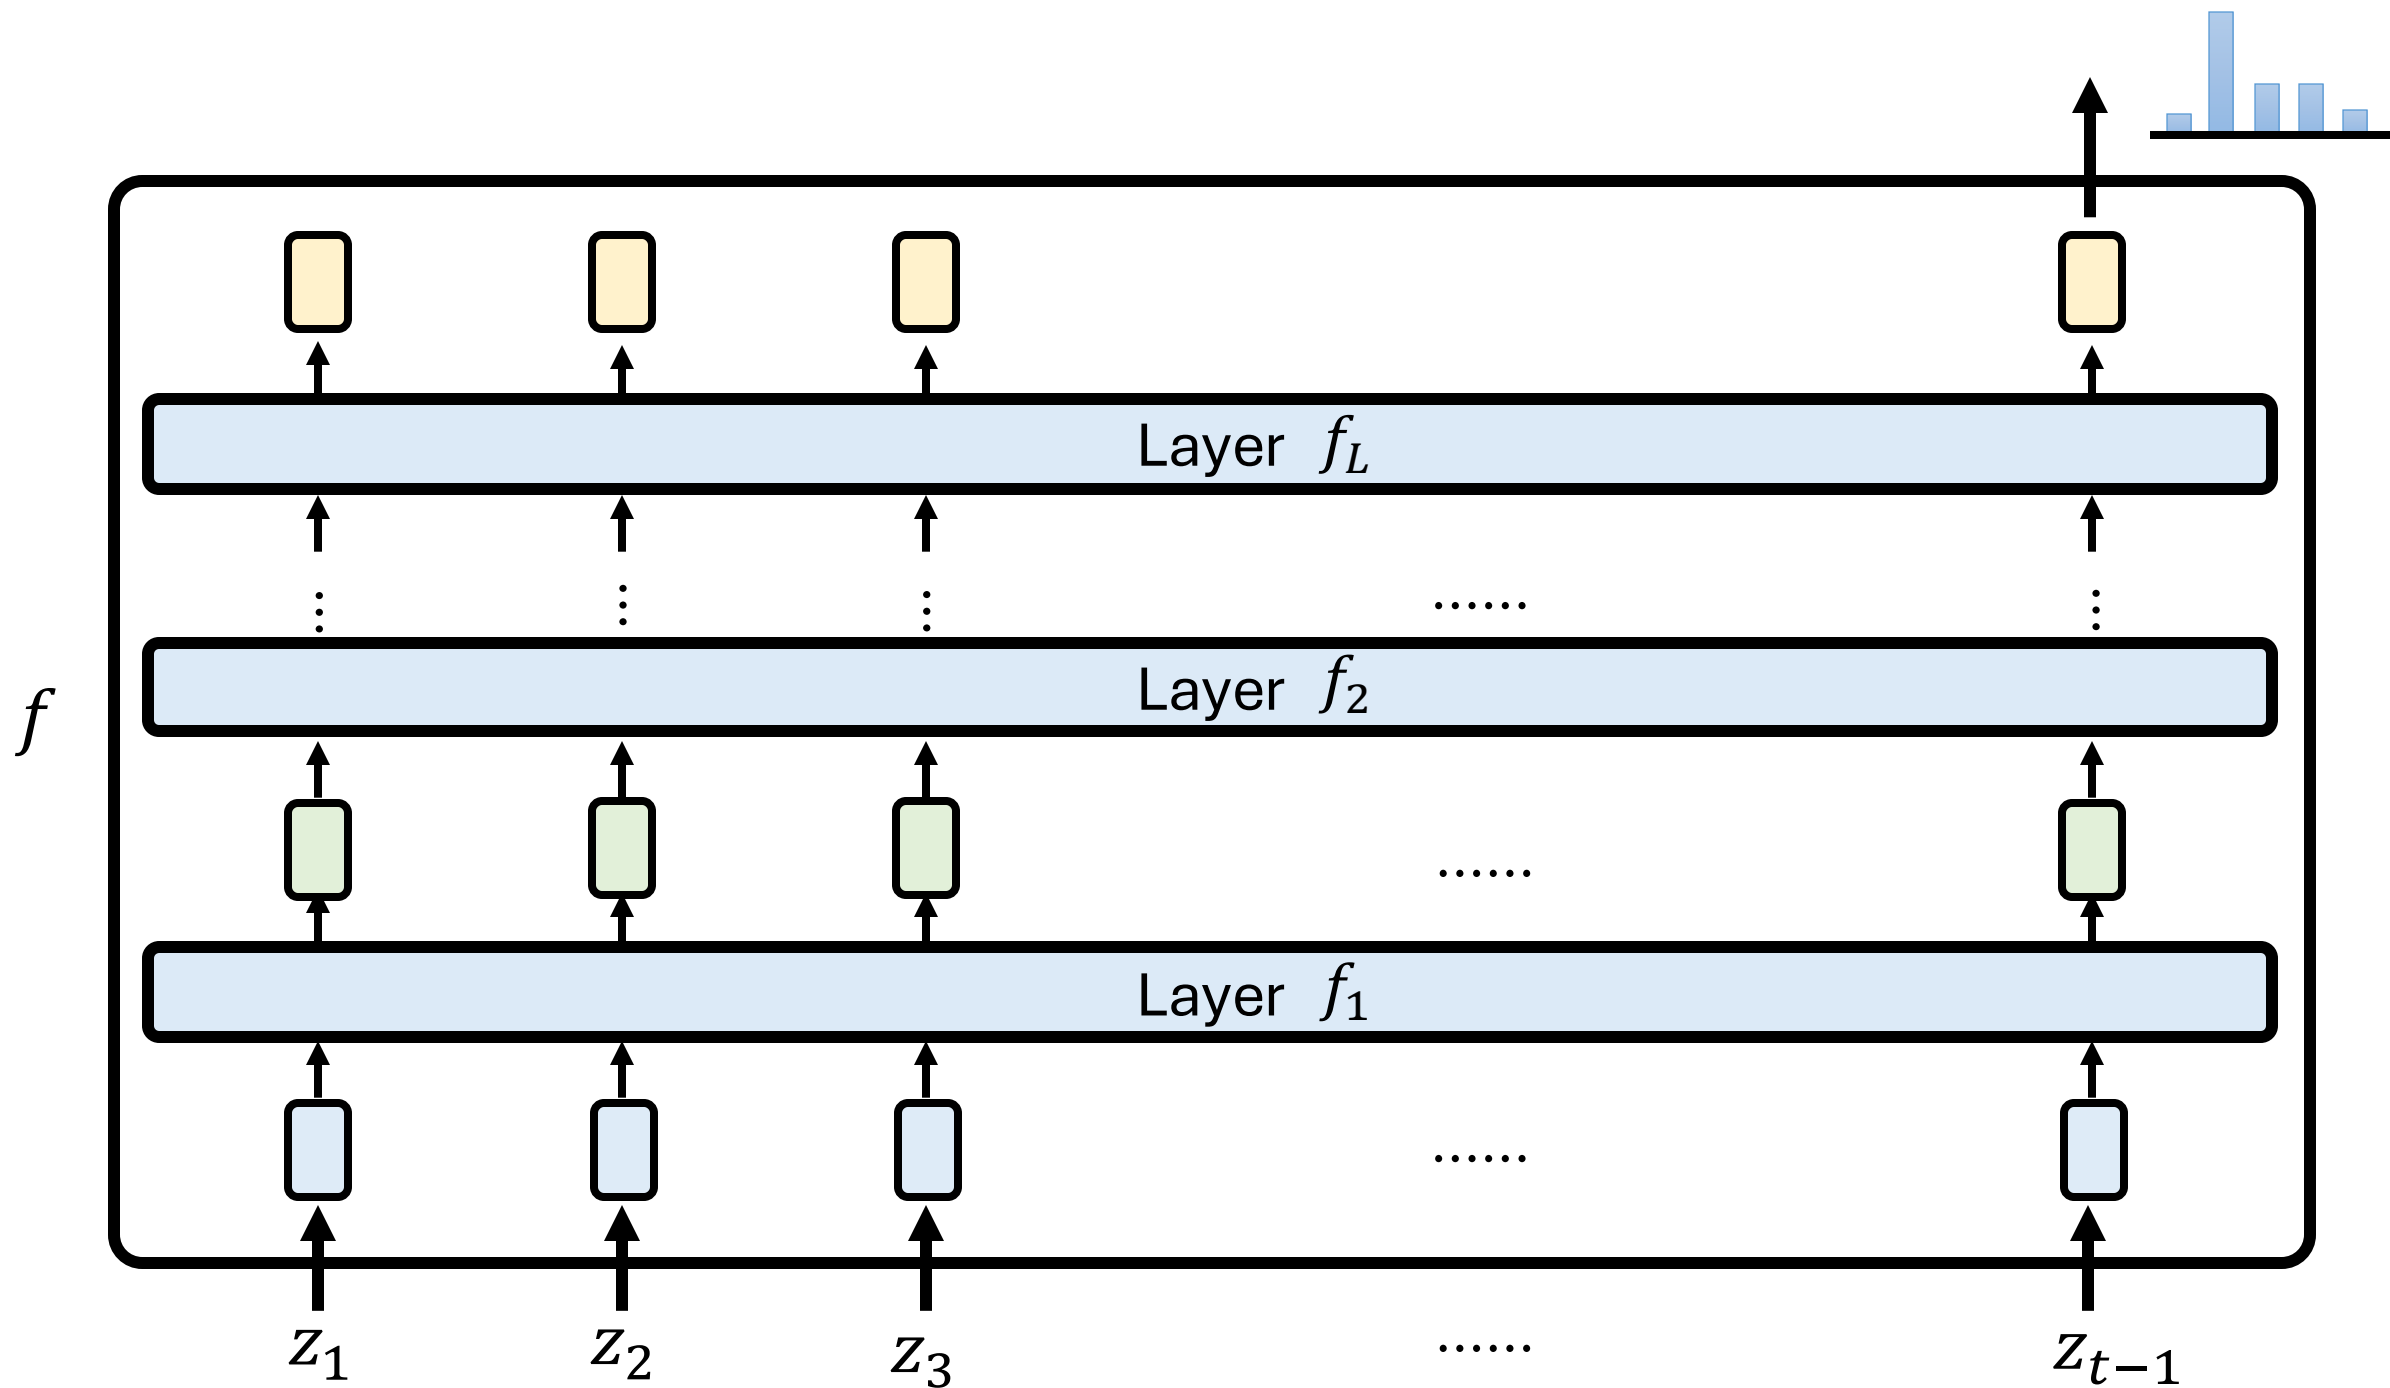 Layer f_L
......
Layer f_2
f
......
Layer f_1
......
z_1 z_2 z_3 ...... z_{t-1}